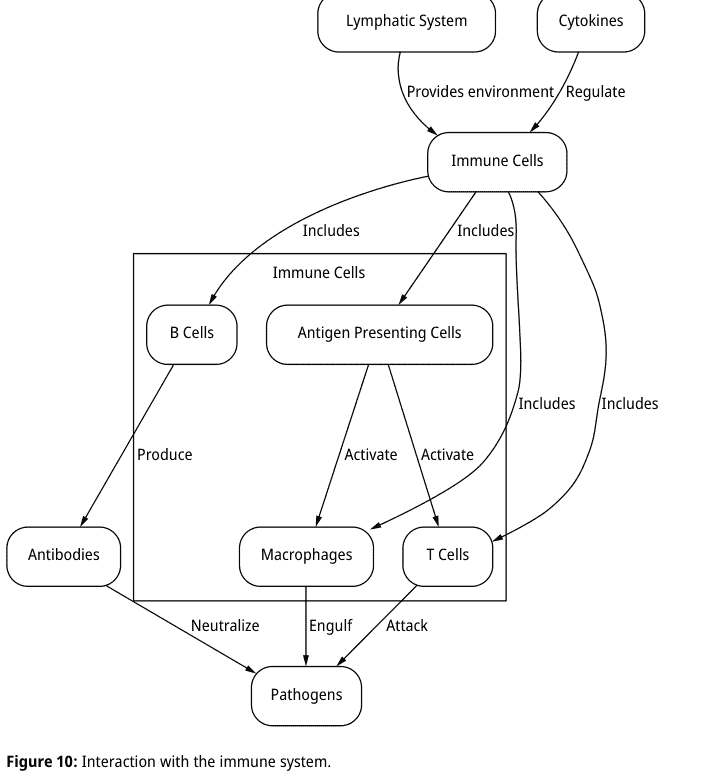 Lymphatic System
Cytokines
Provides environment
Regulate
Immune Cells
Includes
Includes
Immune Cells
B Cells
Antigen Presenting Cells
Includes
Includes
Produce
Activate
Activate
Antibodies
Macrophages
T Cells
Neutralize
Engulf
Attack
Pathogens
Figure 10: Interaction with the immune system.